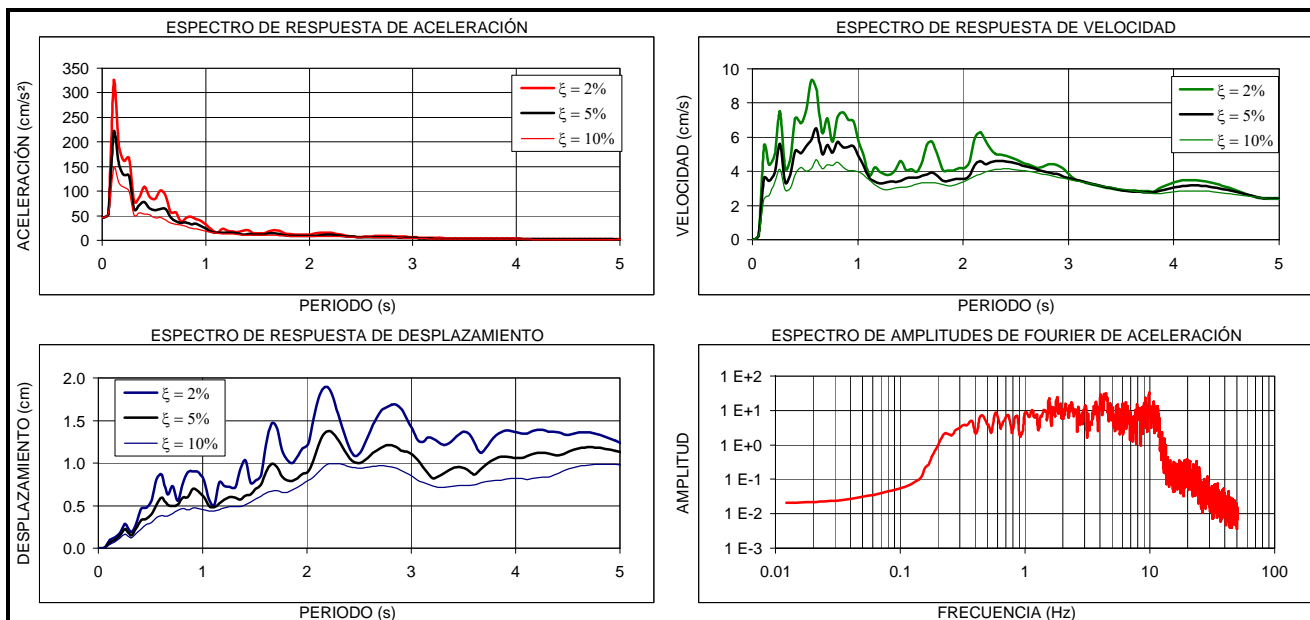 ESPECTRO DE RESPUESTA DE ACELERACIÓN
ACELERACIÓN (cm/s²)
350
300
250
200
150
100
50
0
0 1 2 3 4 5
PERIODO (s)
ξ = 2%
ξ = 5%
ξ = 10%
ESPECTRO DE RESPUESTA DE VELOCIDAD
VELOCIDAD (cm/s)
10
8
6
4
2
0
0 1 2 3 4 5
PERIODO (s)
ξ = 2%
ξ = 5%
ξ = 10%
ESPECTRO DE RESPUESTA DE DESPLAZAMIENTO
DESPLAZAMIENTO (cm)
2.0
1.5
1.0
0.5
0.0
0 1 2 3 4 5
PERIODO (s)
ξ = 2%
ξ = 5%
ξ = 10%
ESPECTRO DE AMPLITUDES DE FOURIER DE ACELERACIÓN
AMPLITUD
1 E+2
1 E+1
1 E+0
1 E-1
1 E-2
1 E-3
0.01 0.1 1 10 100
FRECUENCIA (Hz)